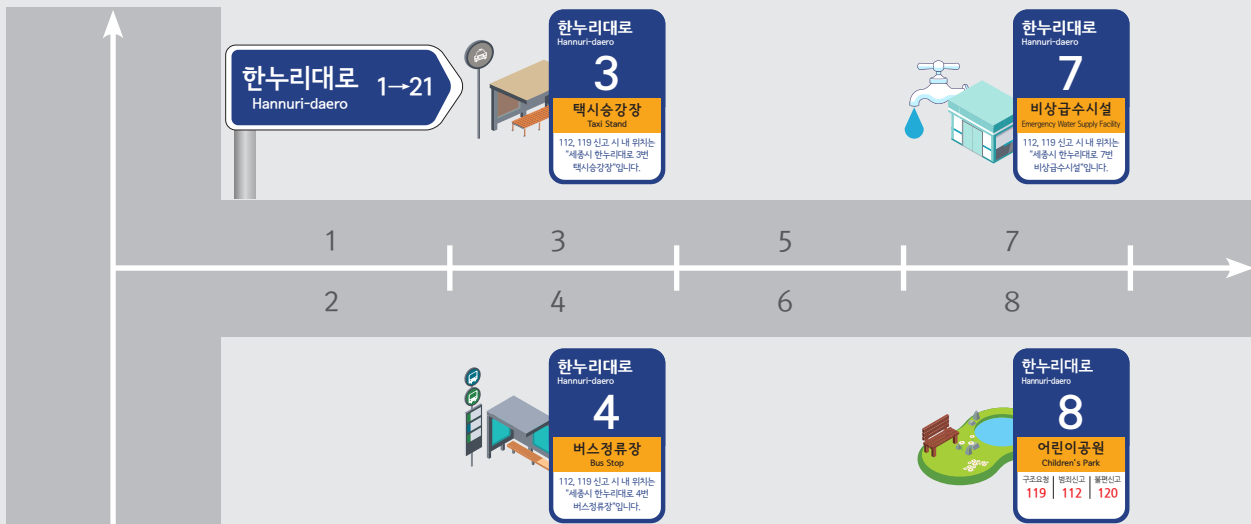 한누리대로 1→21
Hannuri-daero
한누리대로
Hannuri-daero
3
택시승강장
Taxi Stand
112, 119 신고 시 내 위치는
"세종시 한누리대로 3번
택시승강장"입니다.
한누리대로
Hannuri-daero
7
비상급수시설
Emergency Water Supply Facility
112, 119 신고 시 내 위치는
"세종시 한누리대로 7번
비상급수시설"입니다.
1 3 5 7
2 4 6 8
한누리대로
Hannuri-daero
4
버스정류장
Bus Stop
112, 119 신고 시 내 위치는
"세종시 한누리대로 4번
버스정류장"입니다.
한누리대로
Hannuri-daero
8
어린이공원
Children's Park
구조요청 범죄신고 불편신고
119 112 120